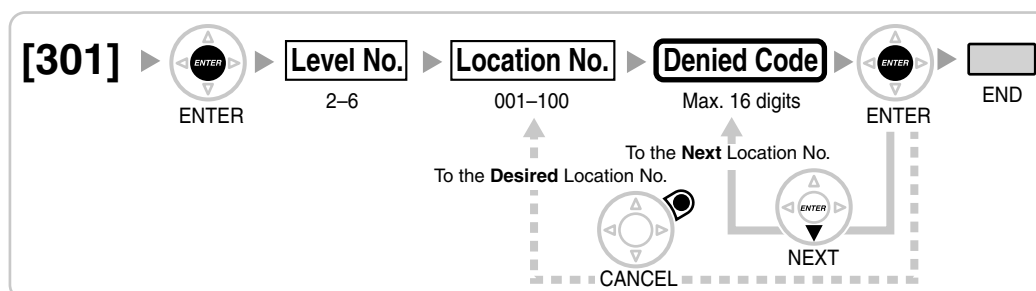 [301] ENTER Level No. Location No. Denied Code ENTER
ENTER 2–6 001–100 Max. 16 digits ENTER END
To the Next Location No.
To the Desired Location No.
ENTER
NEXT
CANCEL